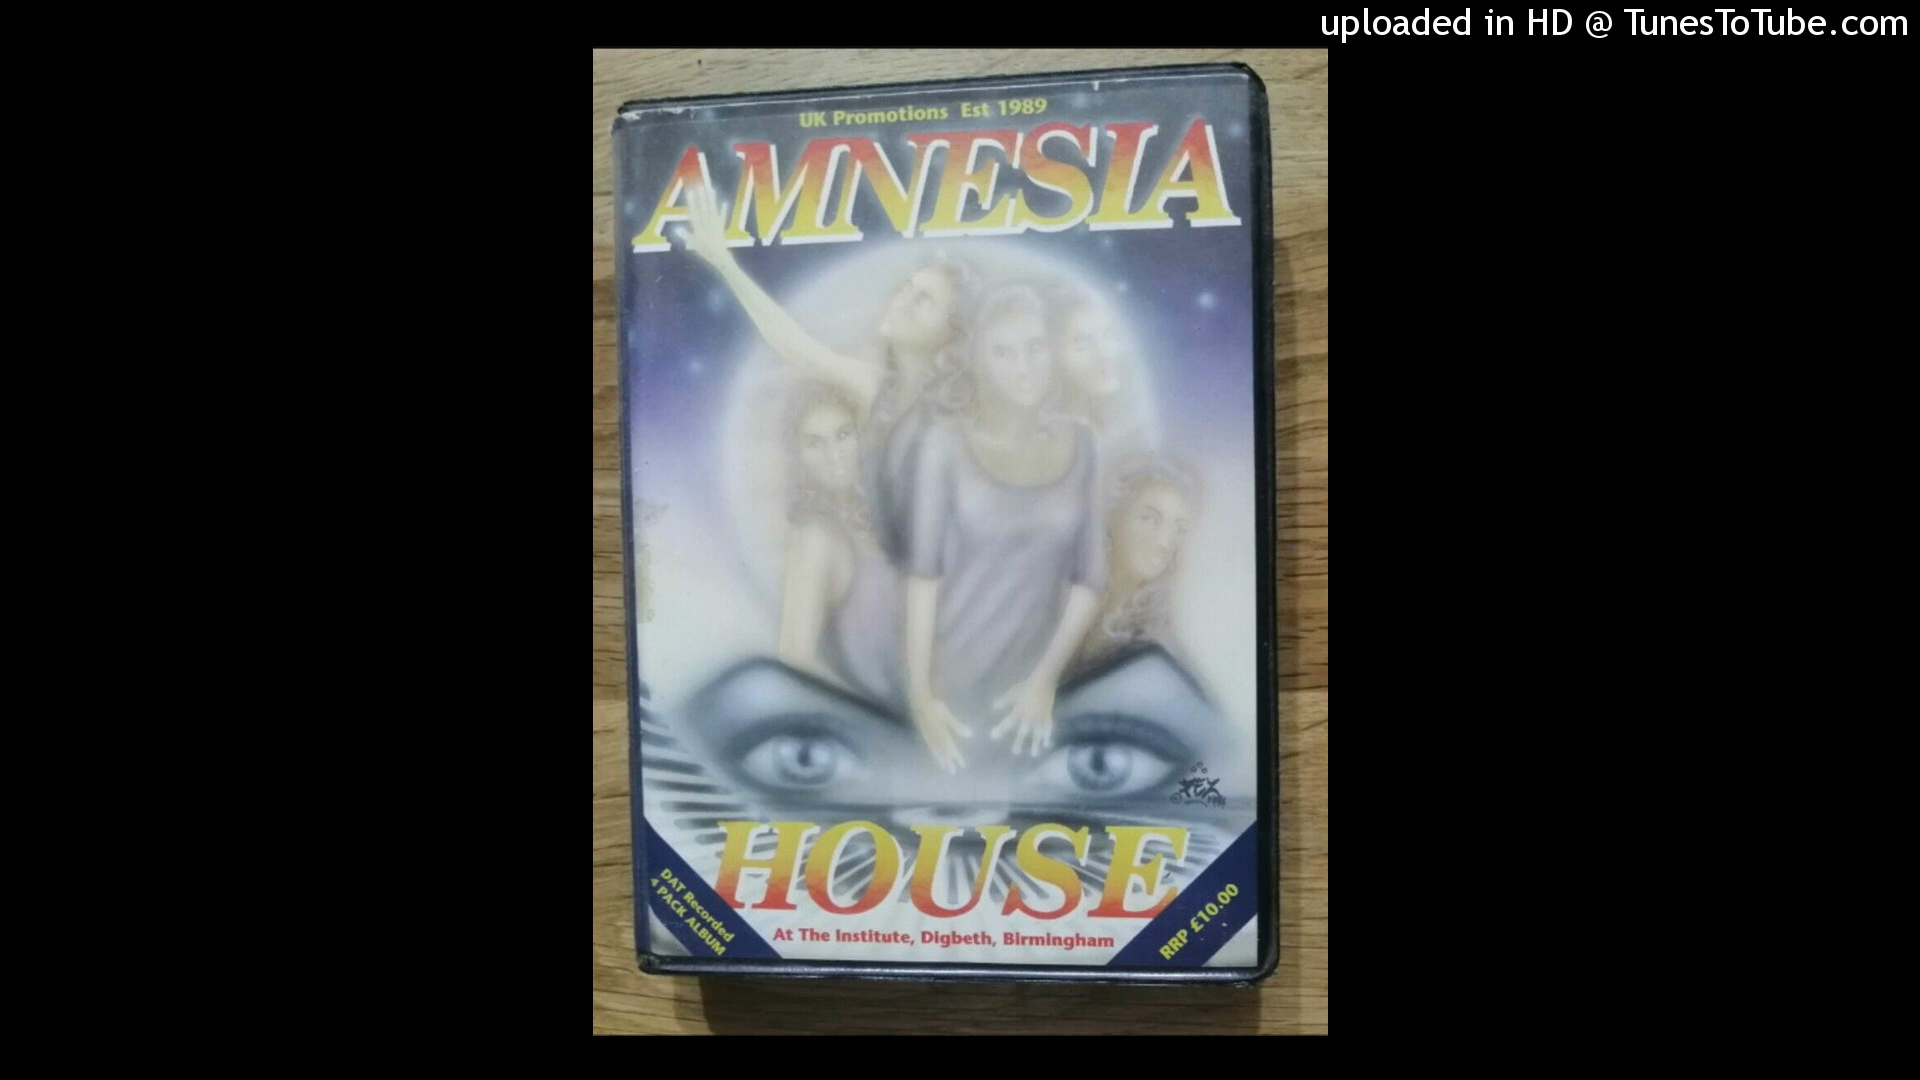 uploaded in HD @ TunesToTube.com
UK Promotions Est 1989
AMNESIA
HOUSE
DAT Recorded
4 PACK ALBUM
At The Institute, Digbeth, Birmingham
RRP £10.00